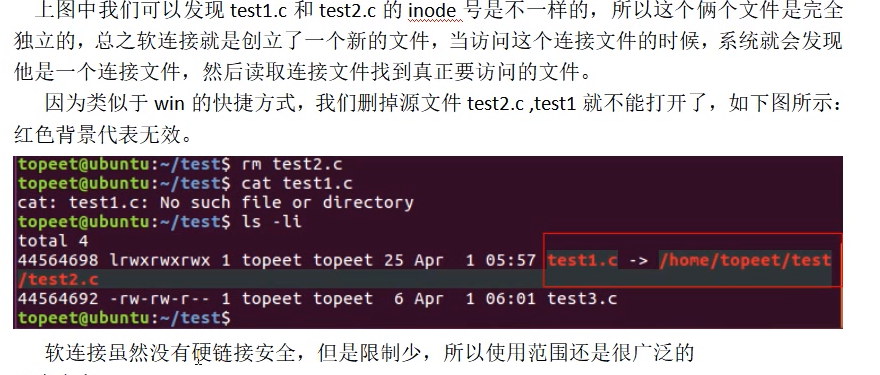 上图中我们可以发现 test1.c 和 test2.c 的 inode 号是不一样的，所以这个俩个文件是完全
独立的，总之软连接就是创立了一个新的文件，当访问这个连接文件的时候，系统就会发现
他是一个连接文件，然后读取连接文件找到真正要访问的文件。
因为类似于 win 的快捷方式，我们删掉源文件 test2.c ,test1 就不能打开了，如下图所示：
红色背景代表无效。
topeet@ubuntu:~/test$ rm test2.c
topeet@ubuntu:~/test$ cat test1.c
cat: test1.c: No such file or directory
topeet@ubuntu:~/test$ ls -li
total 4
44564698 lrwxrwxrwx 1 topeet topeet 25 Apr  1 05:57 test1.c -> /home/topeet/test
/test2.c
44564692 -rw-rw-r-- 1 topeet topeet  6 Apr  1 06:01 test3.c
topeet@ubuntu:~/test$
软连接虽然没有硬链接安全，但是限制少，所以使用范围还是很广泛的